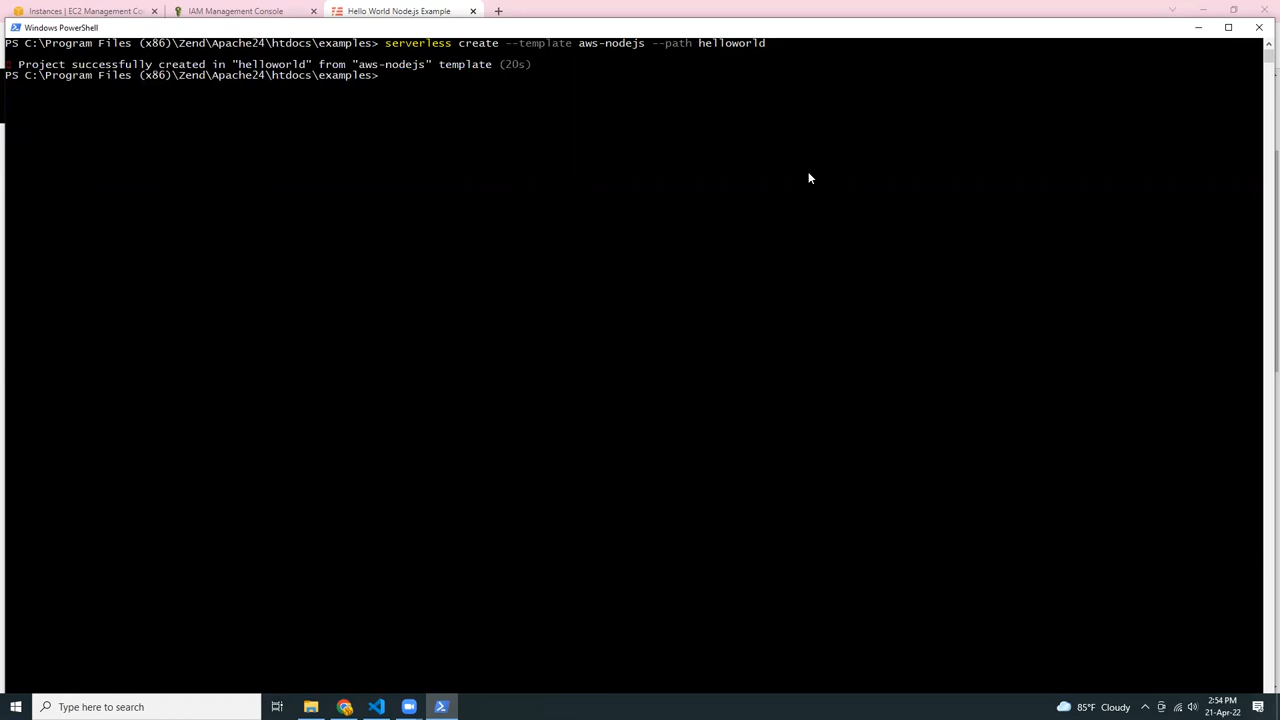 Instances | EC2 Management Co
IAM Management Console
Hello World Node.js Example
Windows PowerShell
PS C:\Program Files (x86)\Zend\Apache24\htdocs\examples> serverless create --template aws-nodejs --path helloworld
Project successfully created in "helloworld" from "aws-nodejs" template (20s)
PS C:\Program Files (x86)\Zend\Apache24\htdocs\examples>
Type here to search
85°F Cloudy
2:54 PM
21-Apr-22